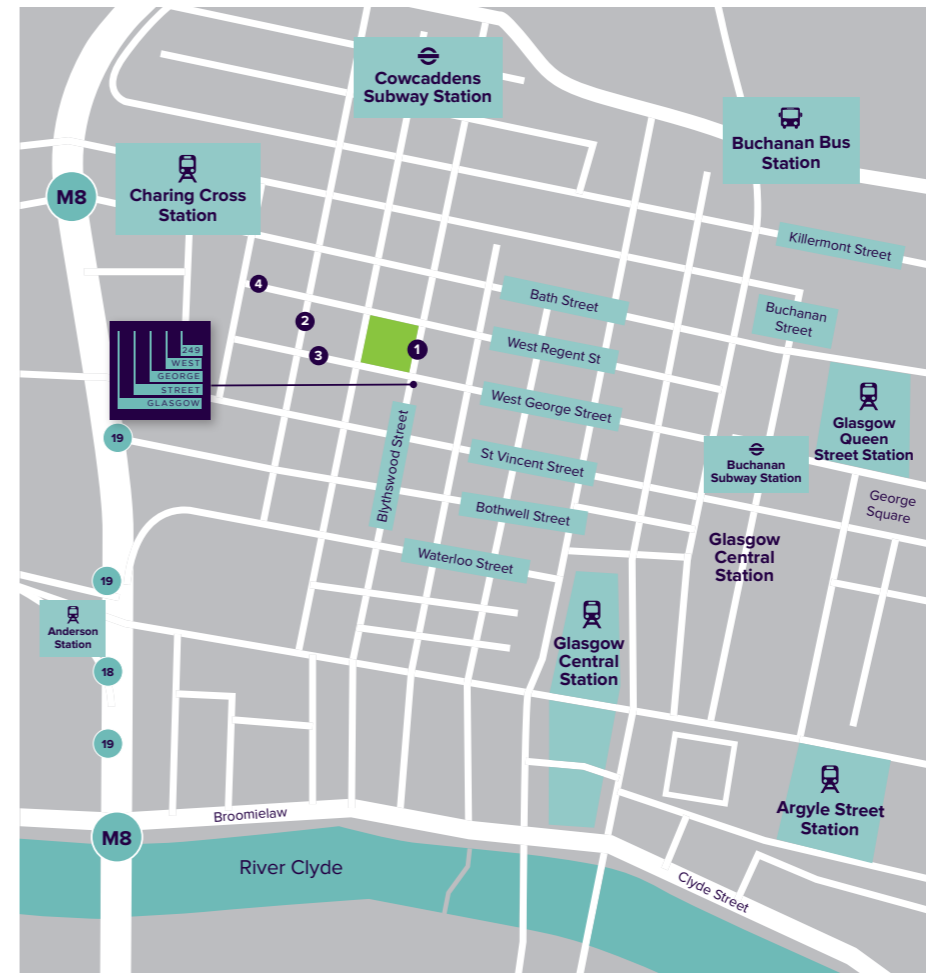 Cowcaddens
Subway Station
Buchanan Bus
Station
Charing Cross
Station
M8
Killermont Street
4
Bath Street
Buchanan
Street
2
1
3
West Regent St
249
WEST
GEORGE
STREET
GLASGOW
West George Street
Glasgow
Queen
Street Station
19
Blythswood Street
St Vincent Street
Buchanan
Subway Station
George
Square
Bothwell Street
Glasgow
Central
Station
Waterloo Street
19
Anderson
Station
Glasgow
Central
Station
18
19
Argyle Street
Station
Broomielaw
M8
River Clyde
Clyde Street